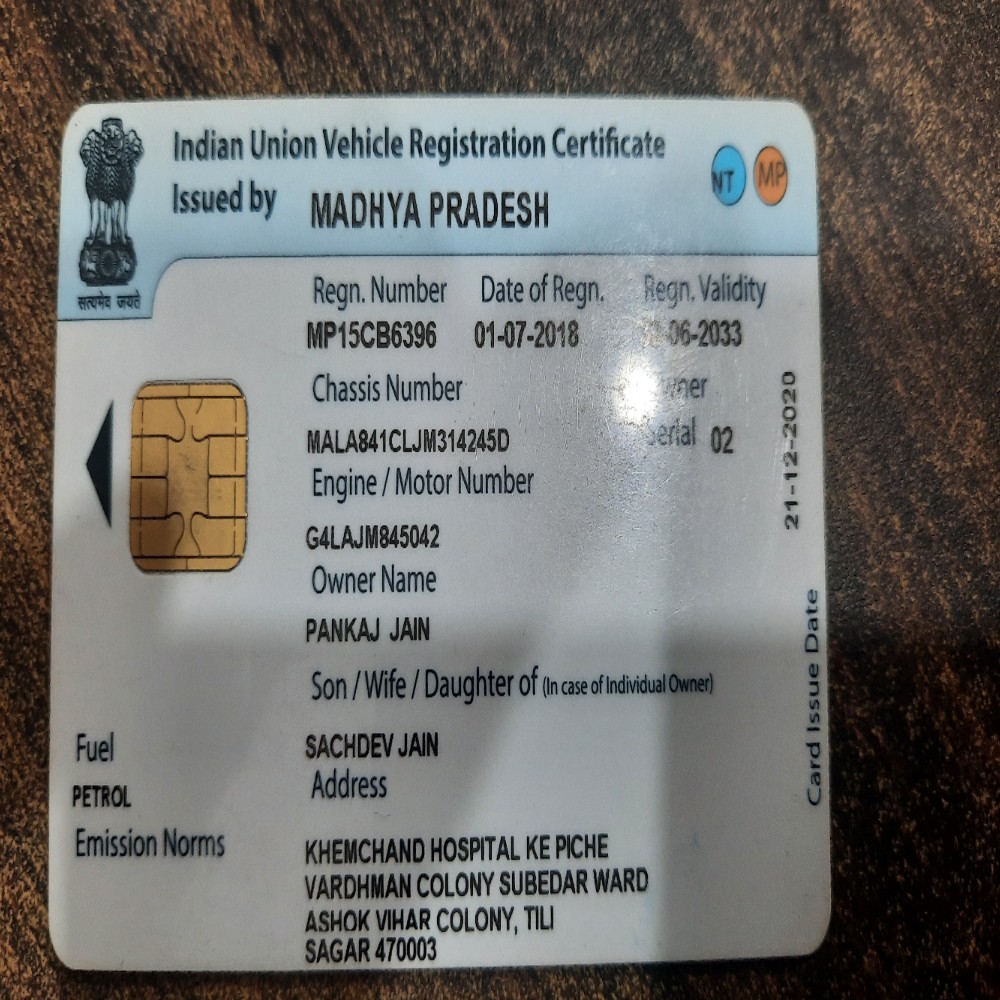 Indian Union Vehicle Registration Certificate
Issued by MADHYA PRADESH
NT MP
सत्यमेव जयते
Regn. Number Date of Regn. Regn. Validity
MP15CB6396 01-07-2018 -06-2033
Chassis Number
MALA841CLJM314245D
Serial 02
Engine / Motor Number
G4LAJM845042
Owner Name
PANKAJ JAIN
Son / Wife / Daughter of (In case of Individual Owner)
SACHDEV JAIN
Fuel
PETROL
Address
Emission Norms
KHEMCHAND HOSPITAL KE PICHE
VARDHMAN COLONY SUBEDAR WARD
ASHOK VIHAR COLONY, TILI
SAGAR 470003
Card Issue Date 21-12-2020